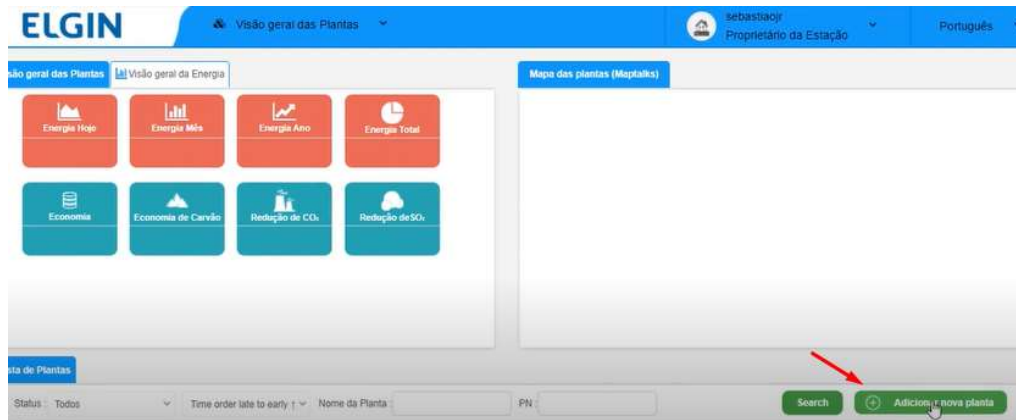 ELGIN
Visão geral das Plantas
sebastiaojr
Proprietário da Estação
Português
são geral das Plantas
Visão geral da Energia
Mapa das plantas (Maptalks)
Energia Hoje
Energia Mês
Energia Ano
Energia Total
Economia
Economia de Carvão
Redução de CO₂
Redução de SO₂
sta de Plantas
Status : Todos
Time order late to early ↑
Nome da Planta :
PN :
Search
Adicionar nova planta